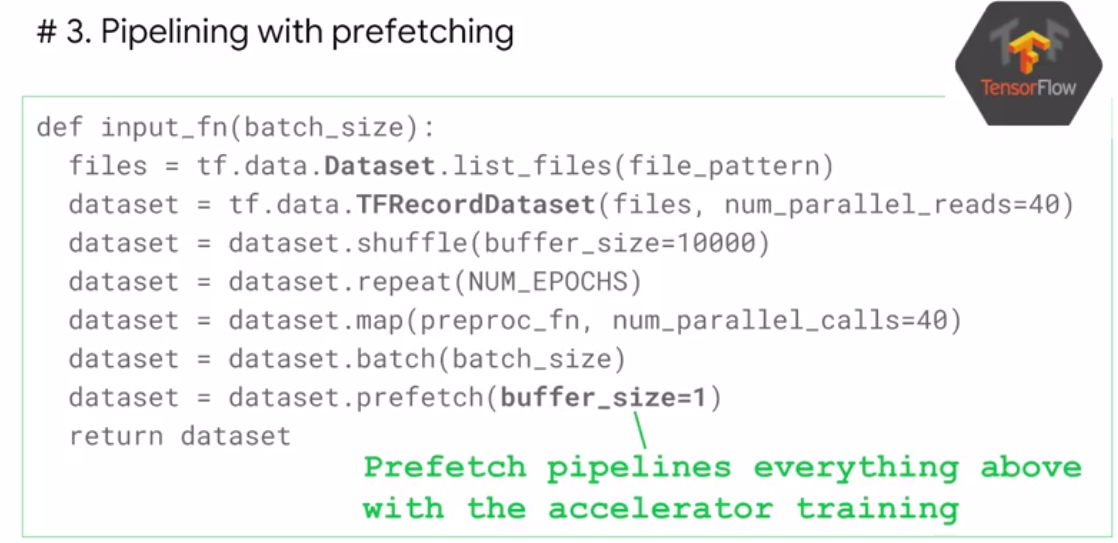 # 3. Pipelining with prefetching
TensorFlow
def input_fn(batch_size):
  files = tf.data.Dataset.list_files(file_pattern)
  dataset = tf.data.TFRecordDataset(files, num_parallel_reads=40)
  dataset = dataset.shuffle(buffer_size=10000)
  dataset = dataset.repeat(NUM_EPOCHS)
  dataset = dataset.map(preproc_fn, num_parallel_calls=40)
  dataset = dataset.batch(batch_size)
  dataset = dataset.prefetch(buffer_size=1)
  return dataset
Prefetch pipelines everything above
with the accelerator training